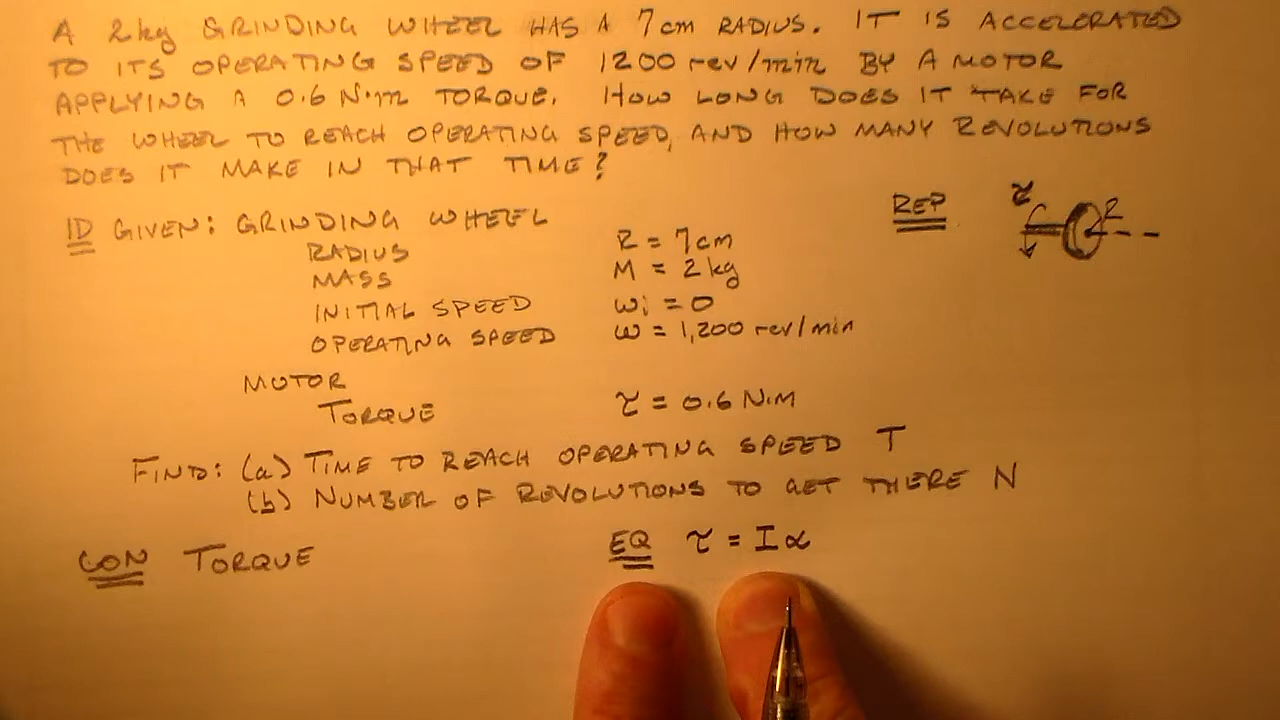 A 2kg GRINDING WHEEL HAS A 7cm RADIUS. IT IS ACCELERATED
TO ITS OPERATING SPEED OF 1200 rev/min BY A MOTOR
APPLYING A 0.6 N·m TORQUE. HOW LONG DOES IT TAKE FOR
THE WHEEL TO REACH OPERATING SPEED, AND HOW MANY REVOLUTIONS
DOES IT MAKE IN THAT TIME?
REP
τ
R
ID GIVEN: GRINDING WHEEL
RADIUS R = 7cm
MASS M = 2kg
INITIAL SPEED ωi = 0
OPERATING SPEED ω = 1,200 rev/min
MOTOR
TORQUE τ = 0.6 N·M
FIND: (a) TIME TO REACH OPERATING SPEED T
(b) NUMBER OF REVOLUTIONS TO GET THERE N
CON TORQUE EQ τ = Iα